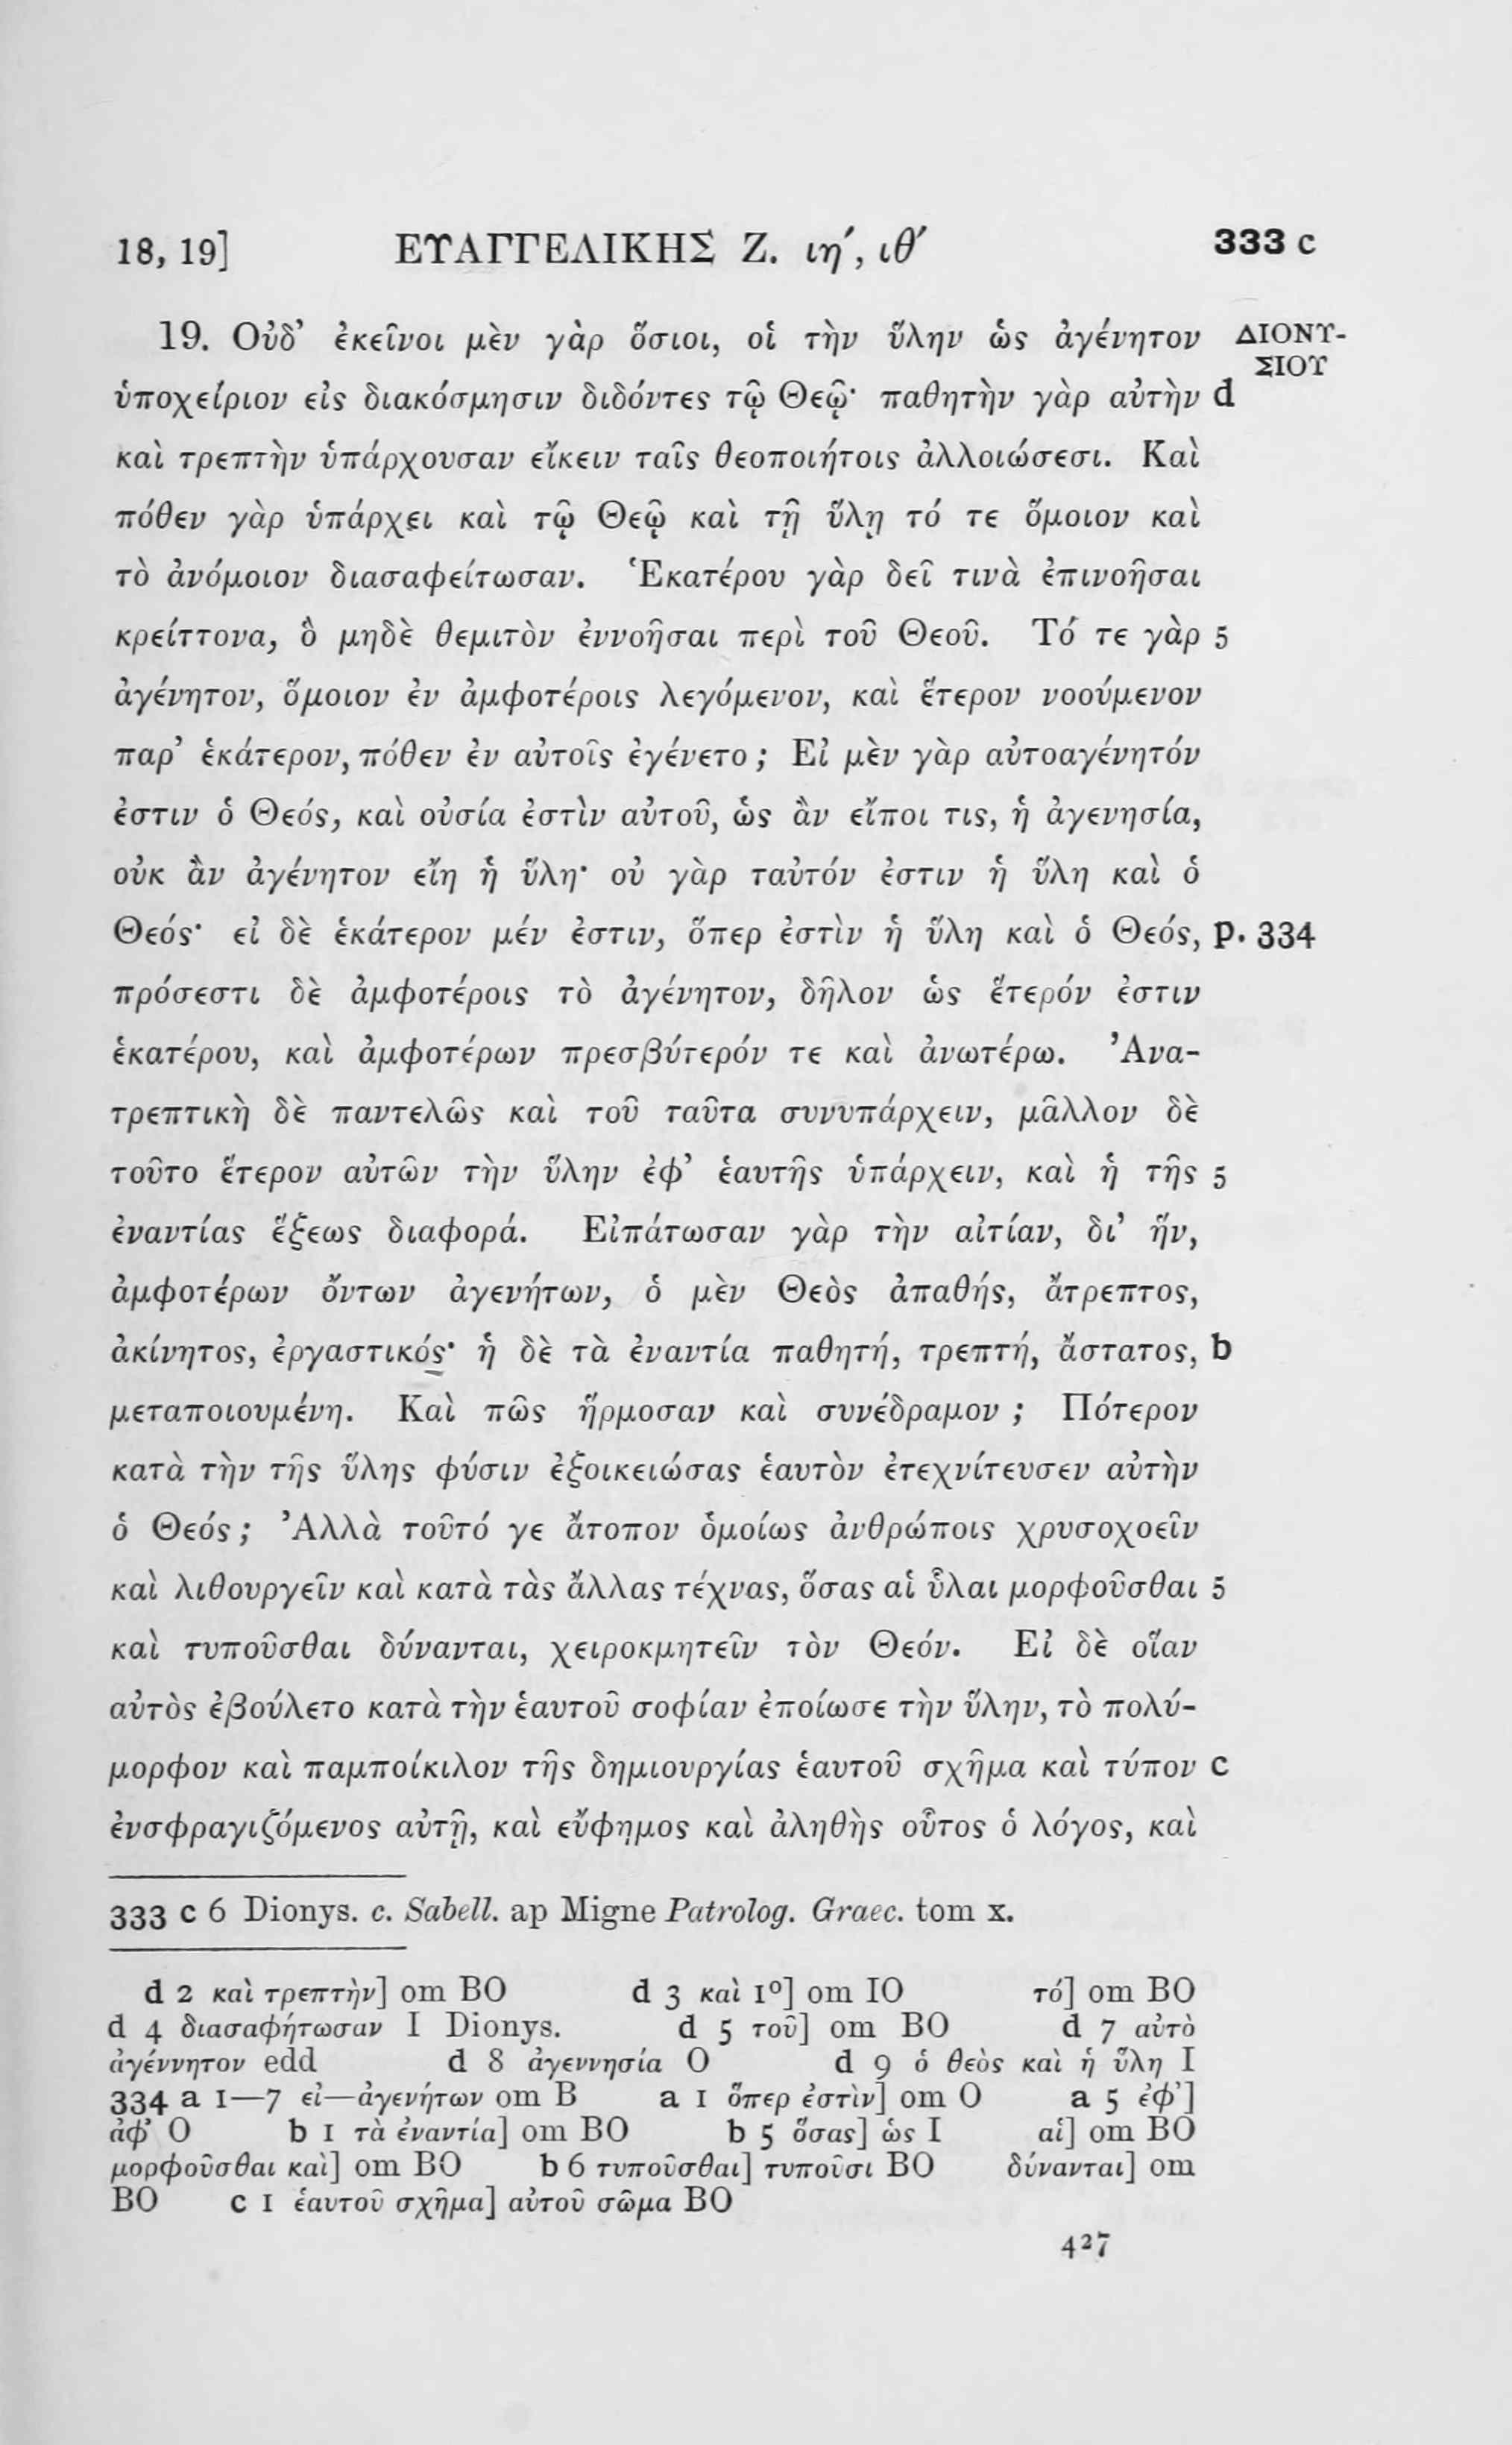 18, 19] ΕΥΑΓΓΕΛΙΚΗΣ Ζ. ιη′, ιθ′ 333 c
19. Οὐδ’ ἐκεῖνοι μὲν γὰρ ὅσιοι, οἱ τὴν ὕλην ὡς ἀγένητον ΔΙΟΝΥ-
ΣΙΟΥ
ὑποχείριον εἰς διακόσμησιν διδόντες τῷ Θεῷ· παθητὴν γὰρ αὐτὴν d
καὶ τρεπτὴν ὑπάρχουσαν εἴκειν ταῖς θεοποιήτοις ἀλλοιώσεσι. Καὶ
πόθεν γὰρ ὑπάρχει καὶ τῷ Θεῷ καὶ τῇ ὕλῃ τό τε ὅμοιον καὶ
τὸ ἀνόμοιον διασαφείτωσαν. Ἑκατέρου γὰρ δεῖ τινὰ ἐπινοῆσαι
κρείττονα, ὃ μηδὲ θεμιτὸν ἐννοῆσαι περὶ τοῦ Θεοῦ. Τό τε γὰρ 5
ἀγένητον, ὅμοιον ἐν ἀμφοτέροις λεγόμενον, καὶ ἕτερον νοούμενον
παρ’ ἑκάτερον, πόθεν ἐν αὐτοῖς ἐγένετο; Εἰ μὲν γὰρ αὐτοαγένητόν
ἐστιν ὁ Θεός, καὶ οὐσία ἐστὶν αὐτοῦ, ὡς ἂν εἴποι τις, ἡ ἀγενησία,
οὐκ ἂν ἀγένητον εἴη ἡ ὕλη· οὐ γὰρ ταὐτόν ἐστιν ἡ ὕλη καὶ ὁ
Θεός· εἰ δὲ ἑκάτερον μέν ἐστιν, ὅπερ ἐστὶν ἡ ὕλη καὶ ὁ Θεός, p. 334
πρόσεστι δὲ ἀμφοτέροις τὸ ἀγένητον, δῆλον ὡς ἕτερόν ἐστιν
ἑκατέρου, καὶ ἀμφοτέρων πρεσβύτερόν τε καὶ ἀνωτέρω. Ἀνα-
τρεπτικὴ δὲ παντελῶς καὶ τοῦ ταῦτα συνυπάρχειν, μᾶλλον δὲ
τοῦτο ἕτερον αὐτῶν τὴν ὕλην ἐφ’ ἑαυτῆς ὑπάρχειν, καὶ ἡ τῆς 5
ἐναντίας ἕξεως διαφορά. Εἰπάτωσαν γὰρ τὴν αἰτίαν, δι’ ἥν,
ἀμφοτέρων ὄντων ἀγενήτων, ὁ μὲν Θεὸς ἀπαθής, ἄτρεπτος,
ἀκίνητος, ἐργαστικός· ἡ δὲ τὰ ἐναντία παθητή, τρεπτή, ἄστατος, b
μεταποιουμένη. Καὶ πῶς ἥρμοσαν καὶ συνέδραμον; Πότερον
κατὰ τὴν τῆς ὕλης φύσιν ἐξοικειώσας ἑαυτὸν ἐτεχνίτευσεν αὐτὴν
ὁ Θεός; Ἀλλὰ τοῦτό γε ἄτοπον ὁμοίως ἀνθρώποις χρυσοχοεῖν
καὶ λιθουργεῖν καὶ κατὰ τὰς ἄλλας τέχνας, ὅσας αἱ ὗλαι μορφοῦσθαι 5
καὶ τυποῦσθαι δύνανται, χειροκμητεῖν τὸν Θεόν. Εἰ δὲ οἵαν
αὐτὸς ἐβούλετο κατὰ τὴν ἑαυτοῦ σοφίαν ἐποίωσε τὴν ὕλην, τὸ πολύ-
μορφον καὶ παμποίκιλον τῆς δημιουργίας ἑαυτοῦ σχῆμα καὶ τύπον c
ἐνσφραγιζόμενος αὐτῇ, καὶ εὔφημος καὶ ἀληθὴς οὗτος ὁ λόγος, καὶ
333 c 6 Dionys. c. Sabell. ap Migne Patrolog. Graec. tom x.
d 2 καὶ τρεπτὴν] om BO d 3 καὶ 1º] om IO τό] om BO
d 4 διασαφήτωσαν I Dionys. d 5 τοῦ] om BO d 7 αὐτὸ
ἀγέννητον edd d 8 ἀγεννησία O d 9 ὁ θεὸς καὶ ἡ ὕλη I
334 a 1—7 εἰ—ἀγενήτων om B a 1 ὅπερ ἐστὶν] om O a 5 ἐφ’]
ἀφ’ O b 1 τὰ ἐναντία] om BO b 5 ὅσας] ὡς I αἱ] om BO
μορφοῦσθαι καὶ] om BO b 6 τυποῦσθαι] τυποῦσι BO δύνανται] om
BO c 1 ἑαυτοῦ σχῆμα] αὐτοῦ σῶμα BO
427